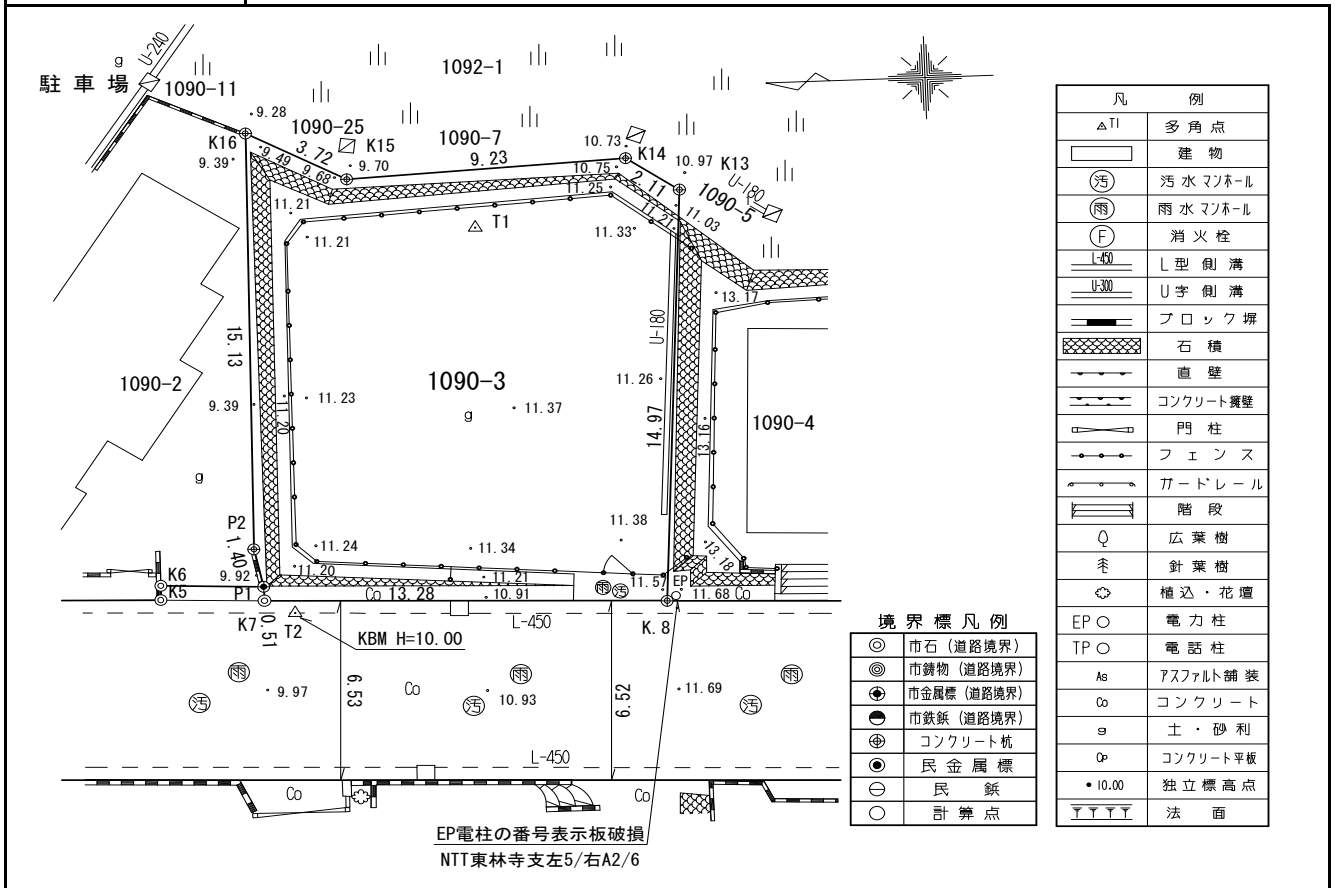 g
U-240
駐車場
1090-11
1092-1
9.28
1090-25
K16
3.72
K15
1090-7
9.23
10.73
K14
10.97
K13
9.39
9.49
9.68
9.70
10.75
2.11
U-180
1090-5
11.21
11.25
11.21
11.03
11.21
T1
11.33
13.17
15.13
U-180
1090-2
1090-3
9.39
11.20
11.23
g
11.37
11.26
14.97
13.16
1090-4
g
P2
1.40
11.38
11.24
11.34
13.18
K6
9.92
11.20
11.21
11.57
EP
K5
P1
Co
13.28
10.91
雨
汚
11.68
Co
K7
0.51
T2
L-450
K.8
KBM H=10.00
雨
雨
雨
9.97
6.53
Co
10.93
6.52
11.69
汚
汚
汚
L-450
Co
Co
EP電柱の番号表示板破損
NTT東林寺支左5/右A2/6
境界標凡例
市石(道路境界)
市鋳物(道路境界)
市金属標(道路境界)
市鉄鋲(道路境界)
コンクリート杭
民金属標
民鋲
計算点
凡例
T1 多角点
建物
汚 汚水マンホール
雨 雨水マンホール
F 消火栓
L-450 L型側溝
U-300 U字側溝
ブロック塀
石積
直壁
コンクリート擁壁
門柱
フェンス
ガードレール
階段
広葉樹
針葉樹
植込・花壇
EP 電力柱
TP 電話柱
As アスファルト舗装
Co コンクリート
g 土・砂利
Cp コンクリート平板
10.00 独立標高点
法面